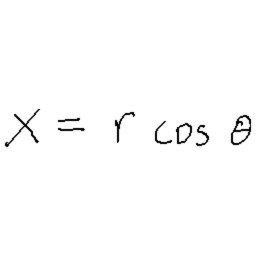 x = r cos θ